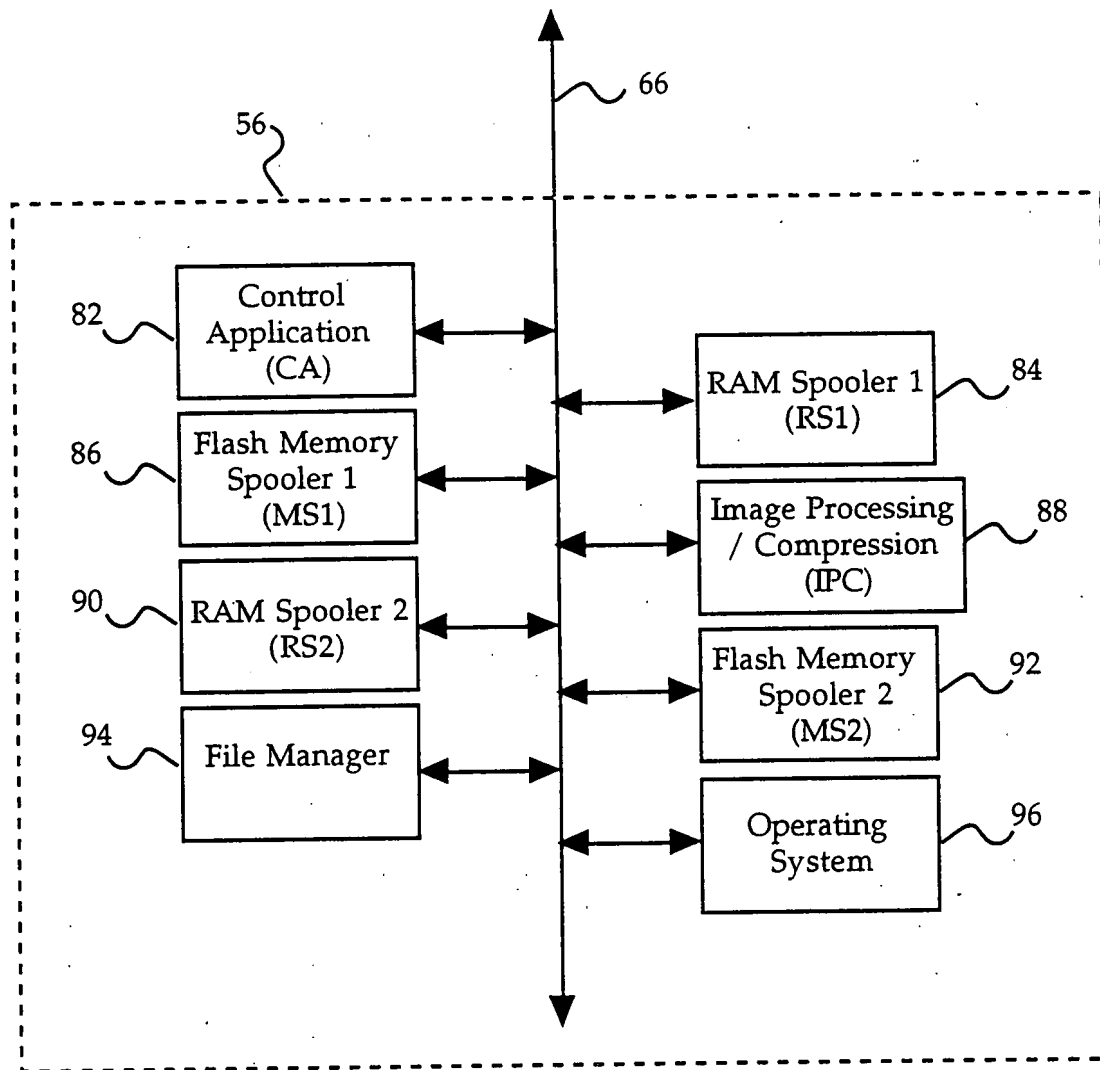 66
56
82
Control
Application
(CA)
RAM Spooler 1
(RS1)
84
86
Flash Memory
Spooler 1
(MS1)
Image Processing
/ Compression
(IPC)
88
90
RAM Spooler 2
(RS2)
Flash Memory
Spooler 2
(MS2)
92
94
File Manager
Operating
System
96